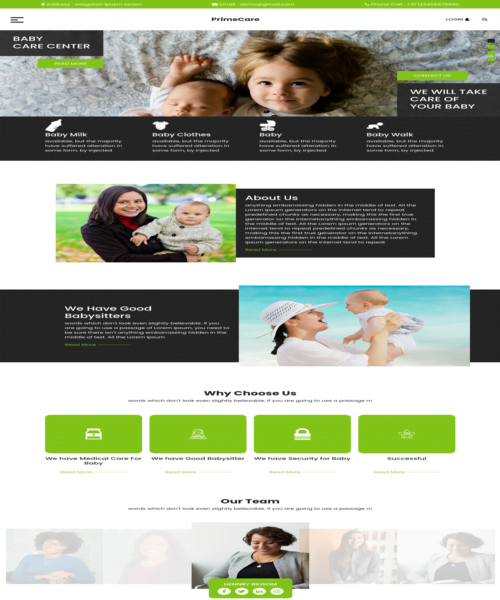 Address : Loram Ipsum Lorem
Email : demo@gmail.com
Phone Call : +01 123455678990
PrimeCare
LOGIN
BABY
CARE CENTER
READ MORE
CONTACT US
WE WILL TAKE
CARE OF
YOUR BABY
Baby Milk
available, but the majority
have suffered alteration in
some form, by injected
Baby Clothes
available, but the majority
have suffered alteration in
some form, by injected
Baby
available, but the majority
have suffered alteration in
some form, by injected
Baby Walk
available, but the majority
have suffered alteration in
some form, by injected
About Us
anything embarrassing hidden in the middle of text. All the
Lorem Ipsum generators on the Internet tend to repeat
predefined chunks as necessary, making this the first true
generator on the Internetanything embarrassing hidden in
the middle of text. All the Lorem Ipsum generators on the
Internet tend to repeat predefined chunks as necessary,
making this the first true generator on the Internetanything
embarrassing hidden in the middle of text. All the Lorem
Ipsum generators on the Internet tend to repeat
Read More
We Have Good
Babysitters
words which don't look even slightly believable. If you
are going to use a passage of Lorem Ipsum, you need to
be sure there isn't anything embarrassing hidden in the
middle of text. All the Lorem Ipsum
Read More
Why Choose Us
words which don't look even slightly believable. If you are going to use a passage m
We have Medical Care For
Baby
We have Good Babysitter
We have Security for Baby
Successful
Read More
Read More
Read More
Read More
Our Team
words which don't look even slightly believable. If you are going to use a passage m